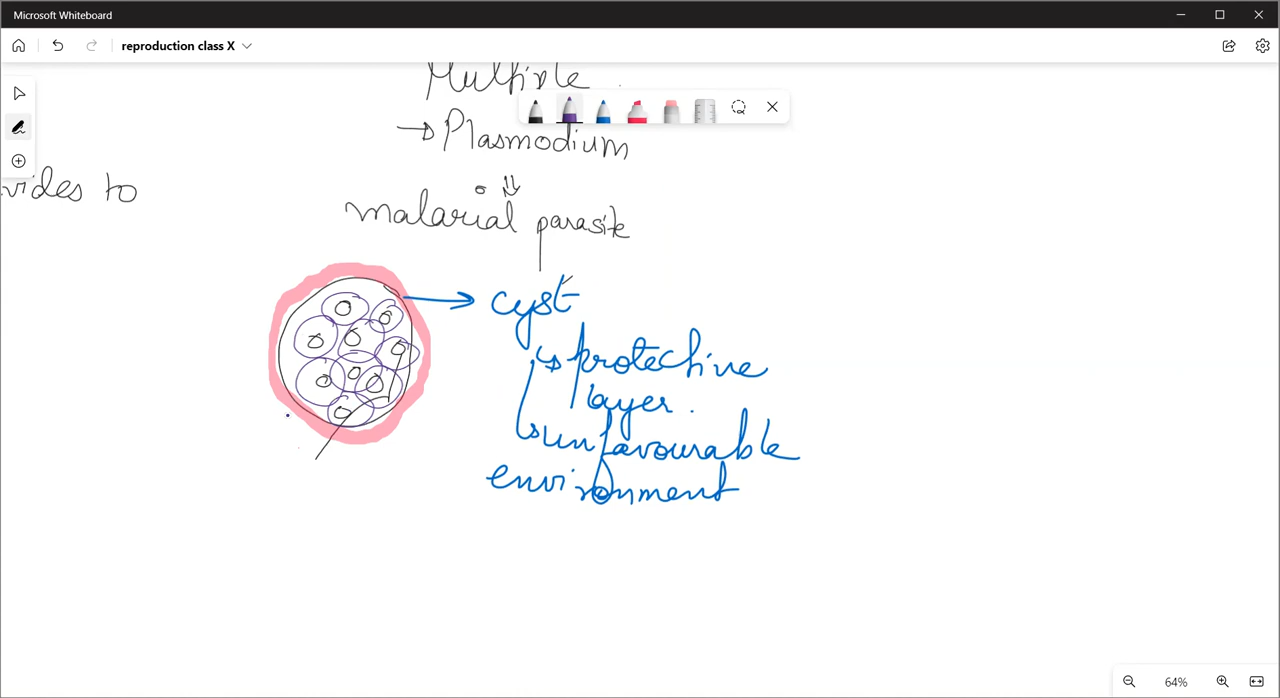 Microsoft Whiteboard
reproduction class X
Multiple
→ Plasmodium
vides to
malarial parasite
cyst
protective
layer.
unfavourable
environment
64%